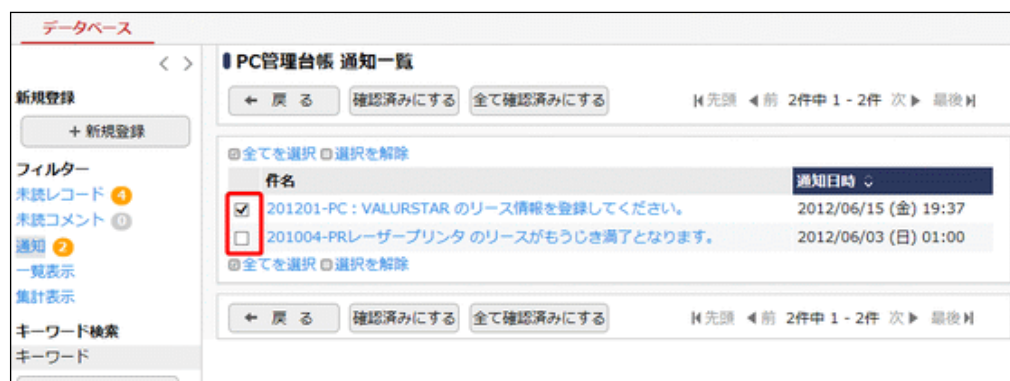 データベース
< >
新規登録
+ 新規登録
フィルター
未読レコード 4
未読コメント 0
通知 2
一覧表示
集計表示
キーワード検索
キーワード
PC管理台帳 通知一覧
← 戻 る 確認済みにする 全て確認済みにする 先頭 前 2件中 1 - 2件 次 最後
全てを選択 選択を解除
件名 通知日時
201201-PC : VALURSTAR のリース情報を登録してください。 2012/06/15 (金) 19:37
201004-PRレーザープリンタ のリースがもうじき満了となります。 2012/06/03 (日) 01:00
全てを選択 選択を解除
← 戻 る 確認済みにする 全て確認済みにする 先頭 前 2件中 1 - 2件 次 最後